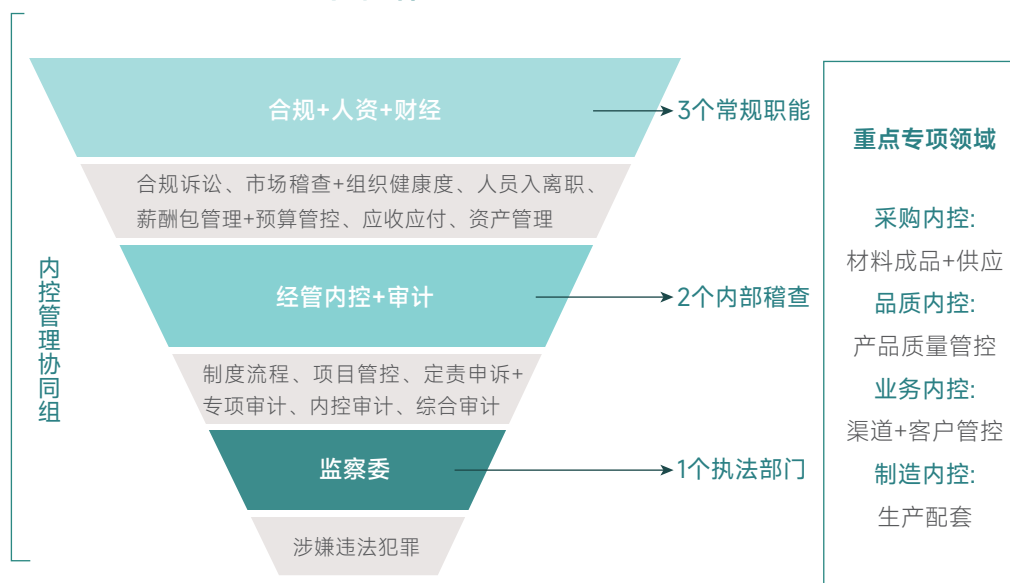 合规+人资+财经
3个常规职能
合规诉讼、市场稽查+组织健康度、人员入离职、
薪酬包管理+预算管控、应收应付、资产管理
经管内控+审计
2个内部稽查
制度流程、项目管控、定责申诉+
专项审计、内控审计、综合审计
监察委
1个执法部门
涉嫌违法犯罪
内控管理协同组
重点专项领域
采购内控:
材料成品+供应
品质内控:
产品质量管控
业务内控:
渠道+客户管控
制造内控:
生产配套